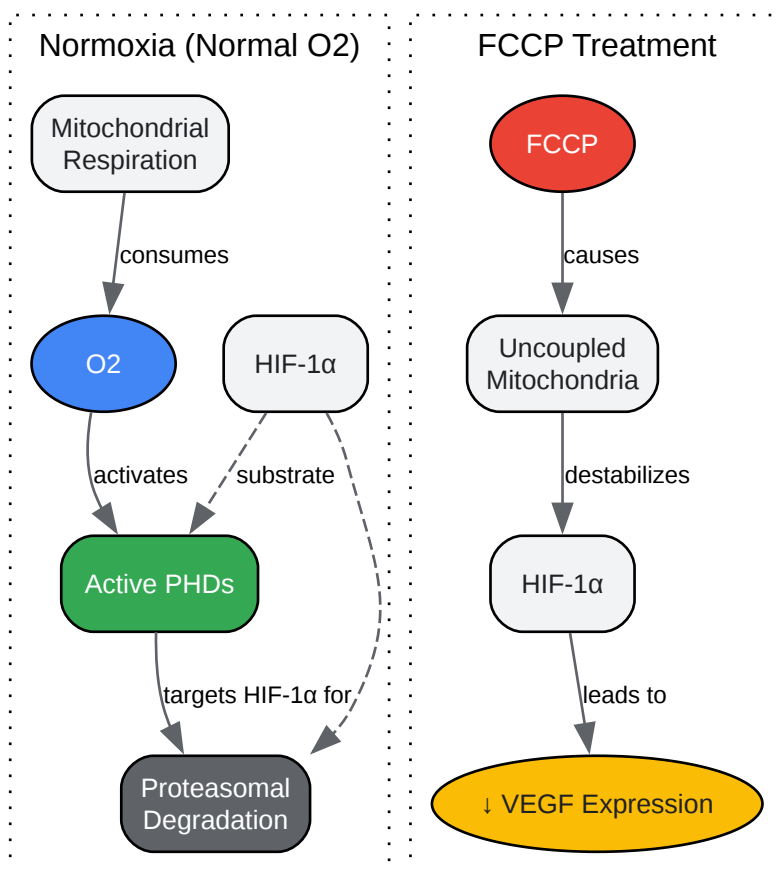 Normoxia (Normal O2)
Mitochondrial
Respiration
consumes
O2
HIF-1α
activates
substrate
Active PHDs
targets HIF-1α for
Proteasomal
Degradation
FCCP Treatment
FCCP
causes
Uncoupled
Mitochondria
destabilizes
HIF-1α
leads to
↓ VEGF Expression